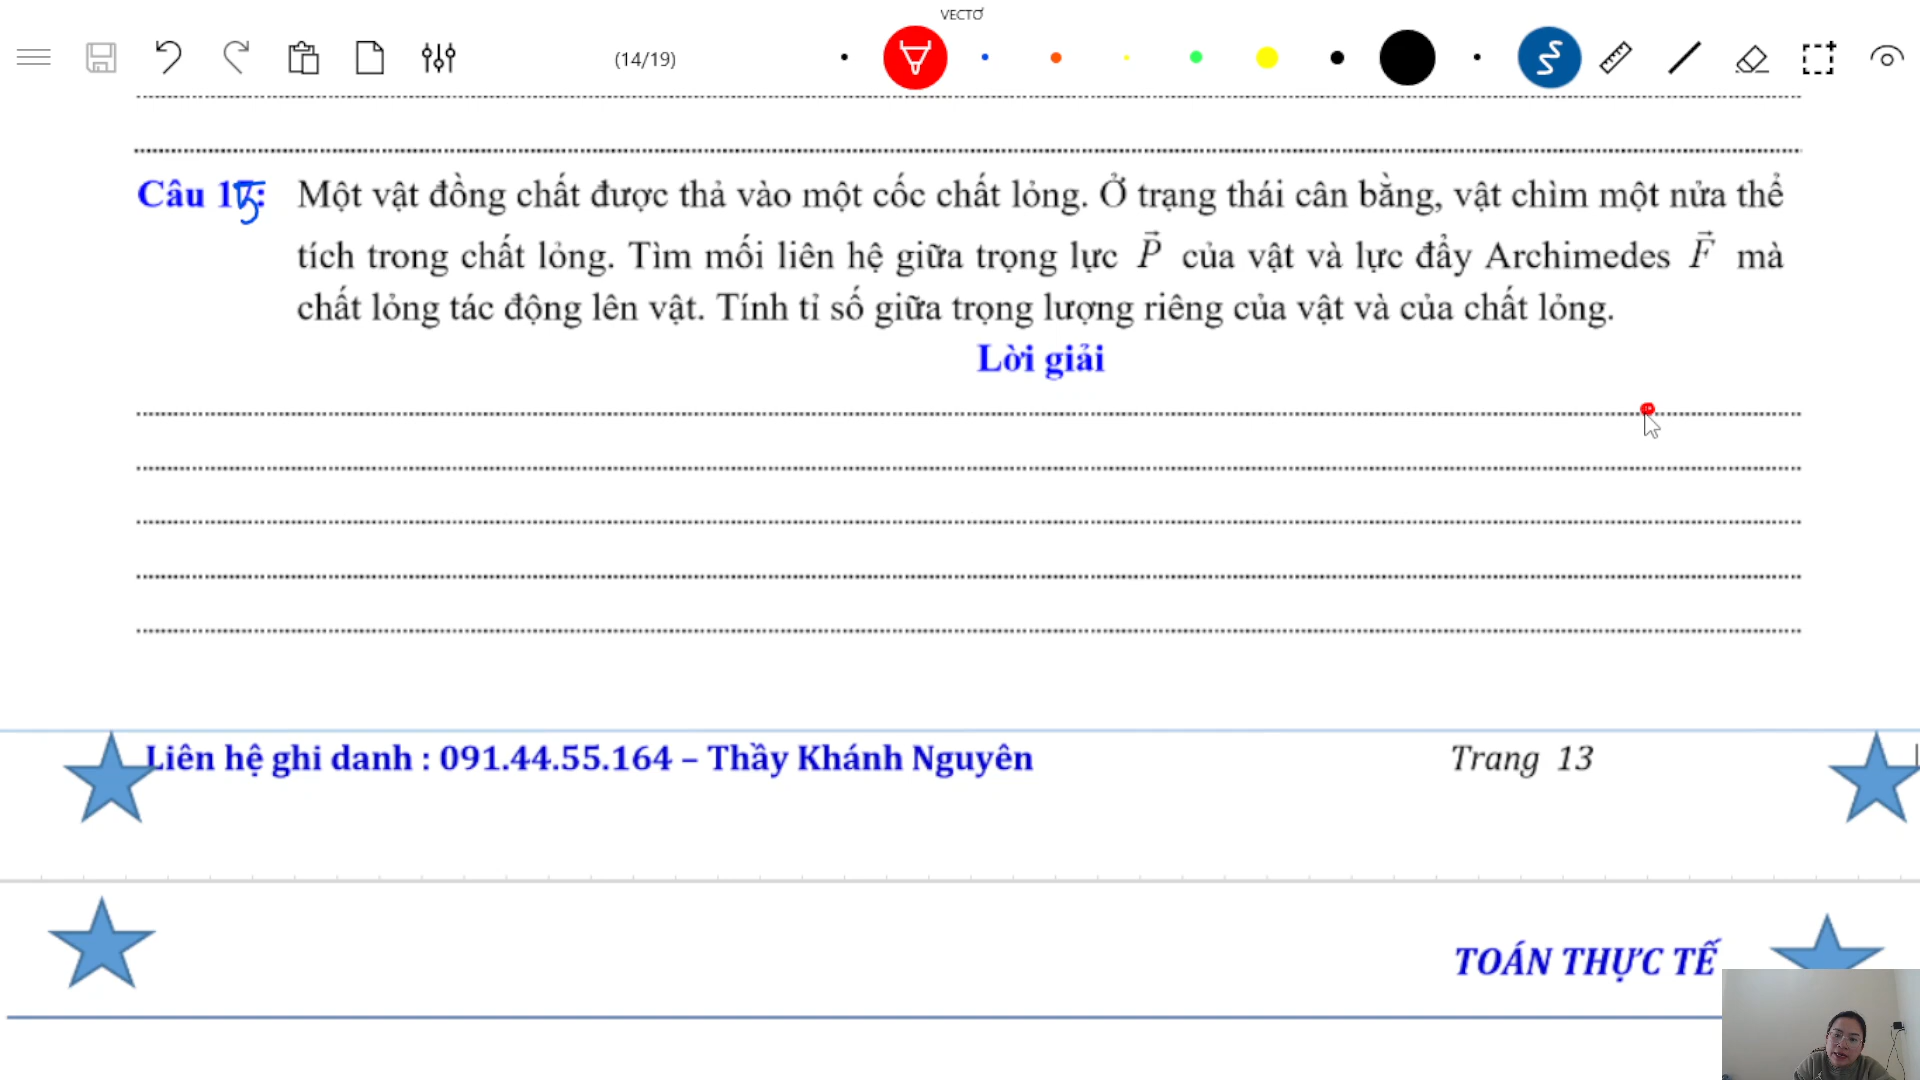 VECTƠ
(14/19)
Câu 15: Một vật đồng chất được thả vào một cốc chất lỏng. Ở trạng thái cân bằng, vật chìm một nửa thể
tích trong chất lỏng. Tìm mối liên hệ giữa trọng lực \vec{P} của vật và lực đẩy Archimedes \vec{F} mà
chất lỏng tác động lên vật. Tính tỉ số giữa trọng lượng riêng của vật và của chất lỏng.
Lời giải
Liên hệ ghi danh : 091.44.55.164 – Thầy Khánh Nguyên Trang 13
TOÁN THỰC TẾ